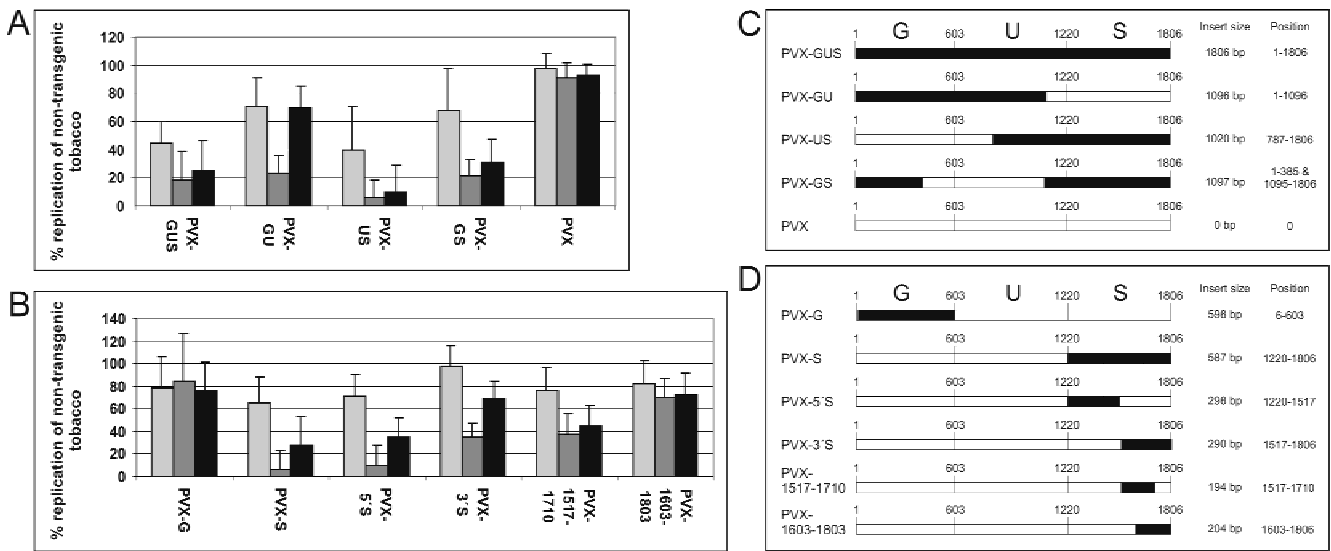 A
% replication of non-transgenic tobacco
120
100
80
60
40
20
0
PVX-GUS
PVX-GU
PVX-US
PVX-GS
PVX
B
% replication of non-transgenic tobacco
140
120
100
80
60
40
20
0
PVX-G
PVX-S
PVX-5´S
PVX-3´S
PVX-1517-1710
PVX-1603-1803
C
G U S Insert size Position
1 603 1220 1806
PVX-GUS 1806 bp 1-1806
1 603 1220 1806
PVX-GU 1096 bp 1-1096
1 603 1220 1806
PVX-US 1020 bp 787-1806
1 603 1220 1806
PVX-GS 1097 bp 1-385 & 1095-1806
1 603 1220 1806
PVX 0 bp 0
D
G U S Insert size Position
1 603 1220 1806
PVX-G 598 bp 6-603
1 603 1220 1806
PVX-S 587 bp 1220-1806
1 603 1220 1806
PVX-5´S 298 bp 1220-1517
1 603 1220 1806
PVX-3´S 290 bp 1517-1806
1 603 1220 1806
PVX-1517-1710 194 bp 1517-1710
1 603 1220 1806
PVX-1603-1803 204 bp 1603-1806